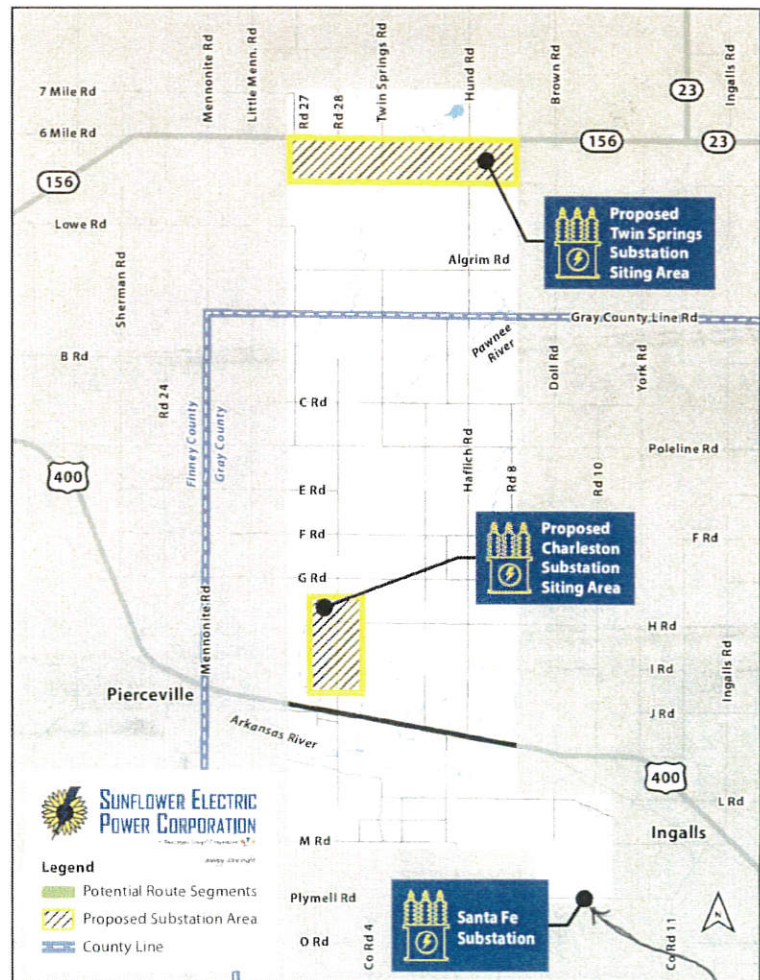 Mennonite Rd
Little Menn. Rd
Twin Springs Rd
Hund Rd
Brown Rd
Ingalls Rd
7 Mile Rd
Rd 27
Rd 28
23
6 Mile Rd
156
23
156
Proposed
Twin Springs
Substation
Siting Area
Lowe Rd
Sherman Rd
Algrim Rd
Gray County Line Rd
Pawnee
River
B Rd
Doll Rd
York Rd
Rd 24
Finney County
Gray County
C Rd
Haflich Rd
Rd 8
Poleline Rd
400
Rd 10
E Rd
F Rd
Proposed
Charleston
Substation
Siting Area
F Rd
G Rd
Mennonite Rd
H Rd
I Rd
Ingalls Rd
Pierceville
J Rd
Arkansas River
400
L Rd
SUNFLOWER ELECTRIC
POWER CORPORATION
Ingalls
M Rd
Legend
Potential Route Segments
Proposed Substation Area
County Line
Plymell Rd
Santa Fe
Substation
O Rd
Co Rd 4
Co Rd 11
N